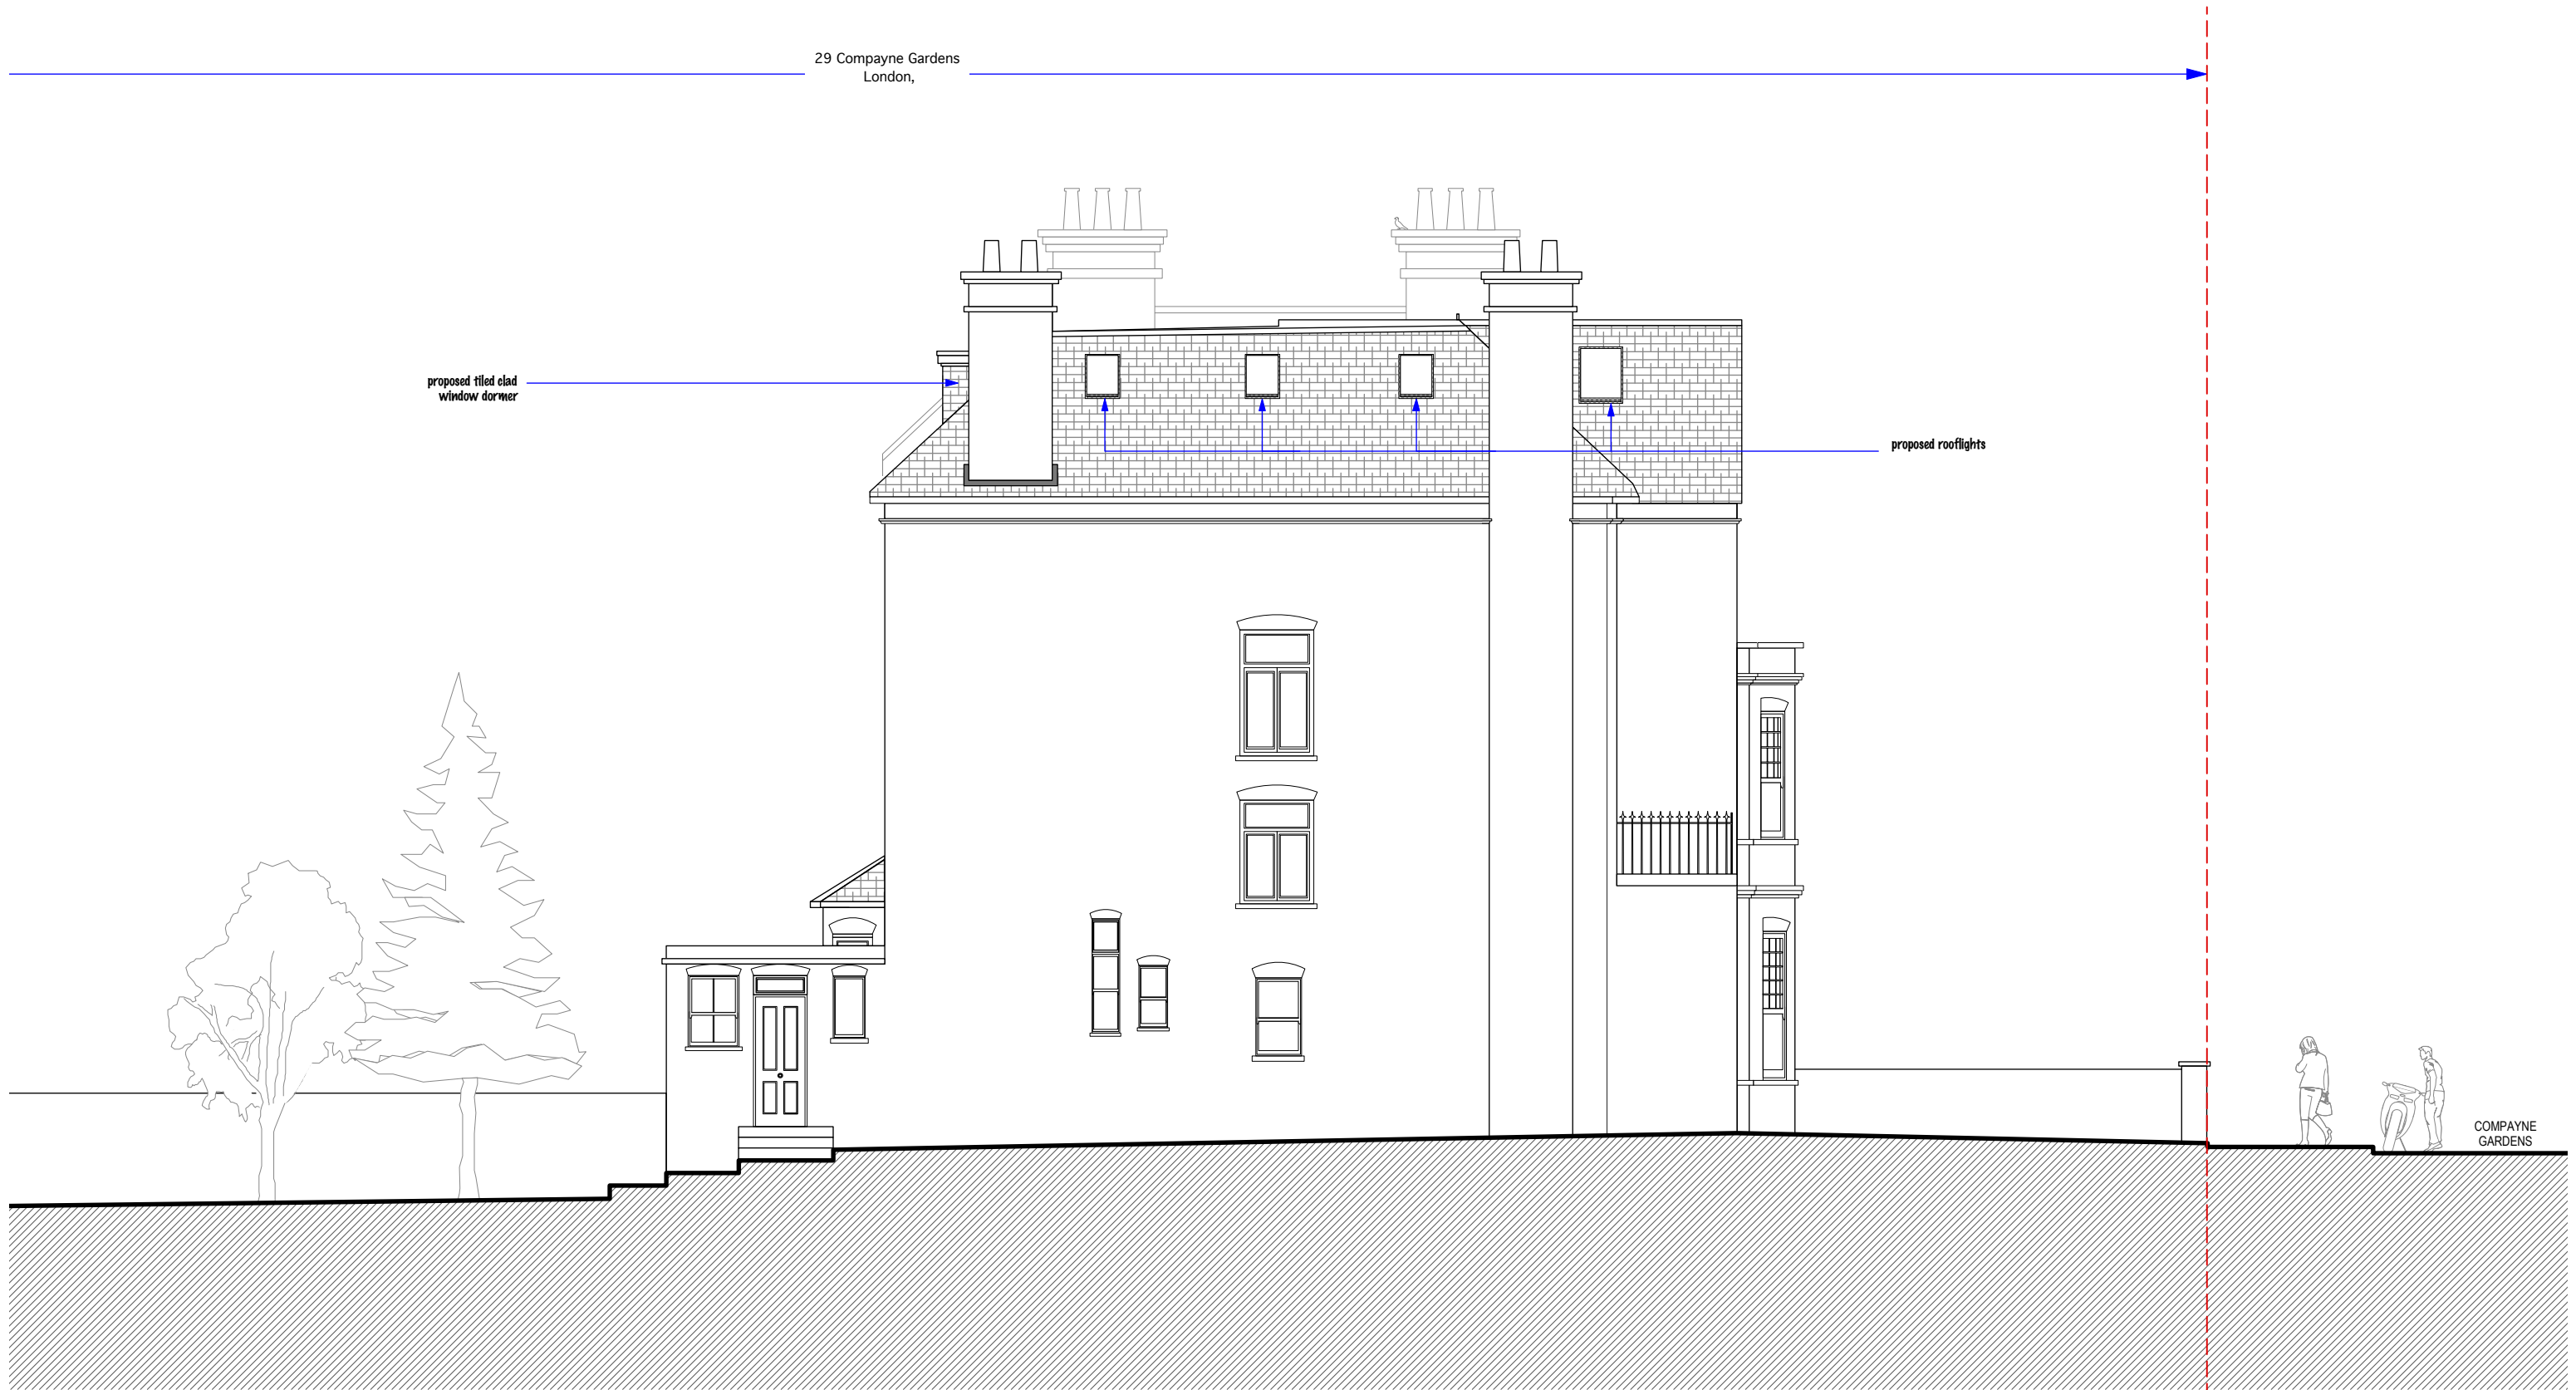 29 Compayne Gardens
London,
proposed tiled clad
window dormer
proposed rooflights
COMPAYNE
GARDENS